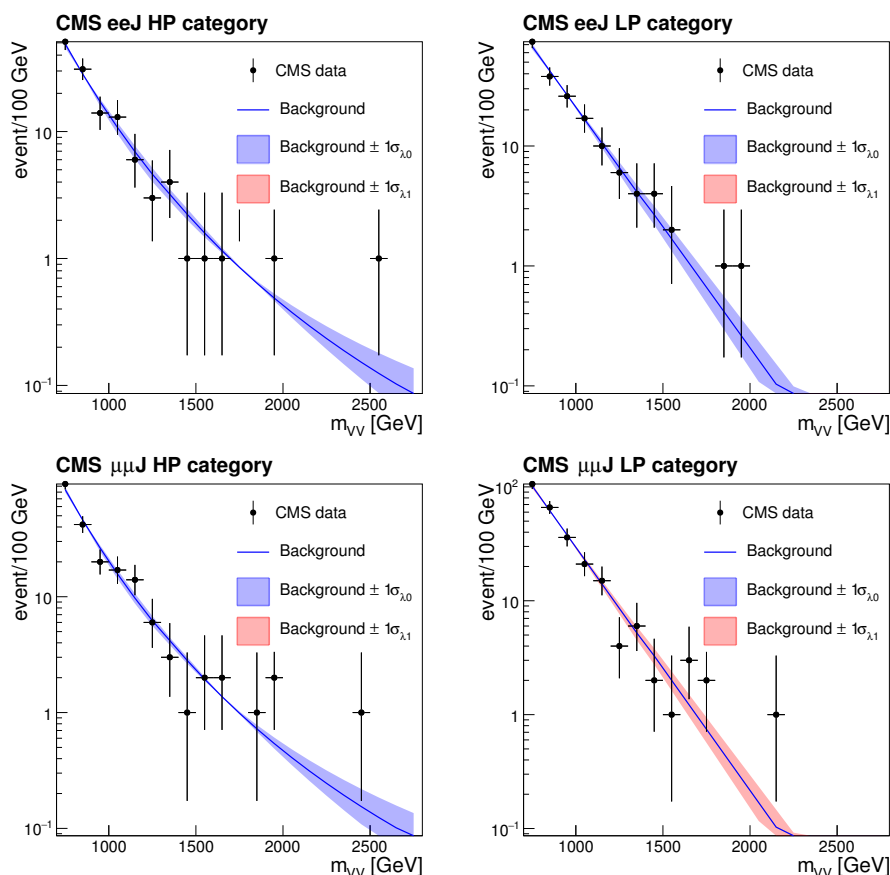 CMS eeJ HP category
event/100 GeV
10
1
10⁻¹
CMS data
Background
Background ± 1σλ0
Background ± 1σλ1
1000 1500 2000 2500
mVV [GeV]
CMS eeJ LP category
event/100 GeV
10
1
10⁻¹
CMS data
Background
Background ± 1σλ0
Background ± 1σλ1
1000 1500 2000 2500
mVV [GeV]
CMS μμJ HP category
event/100 GeV
10
1
10⁻¹
CMS data
Background
Background ± 1σλ0
Background ± 1σλ1
1000 1500 2000 2500
mVV [GeV]
CMS μμJ LP category
event/100 GeV
10²
10
1
10⁻¹
CMS data
Background
Background ± 1σλ0
Background ± 1σλ1
1000 1500 2000 2500
mVV [GeV]